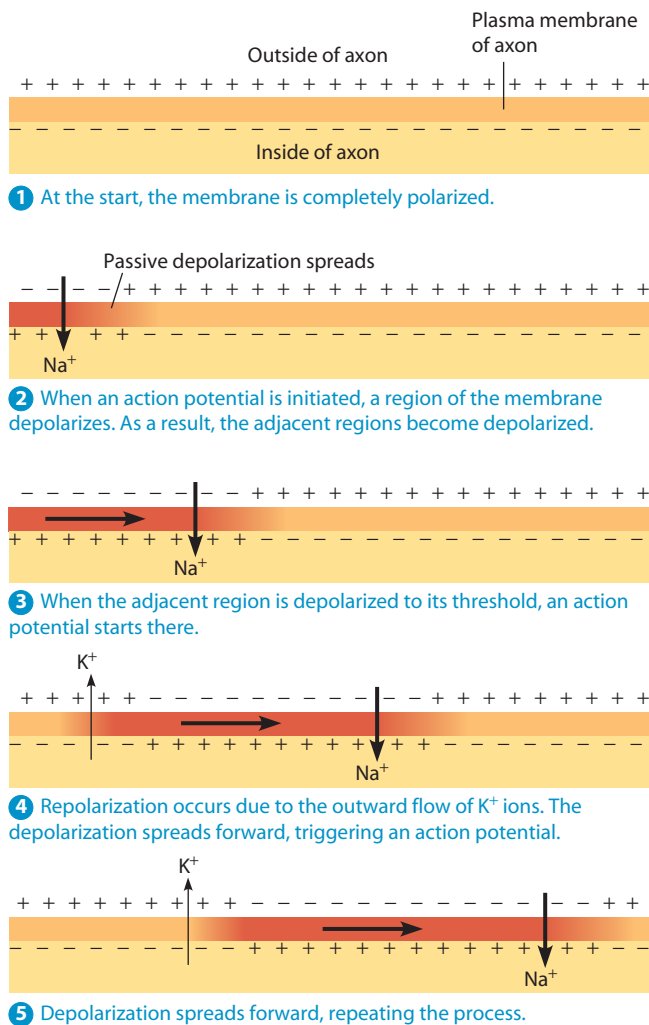 Plasma membrane
of axon
Outside of axon
+ + + + + + + + + + + + + + + + + + + + + + + + + +
− − − − − − − − − − − − − − − − − − − − − − − − − −
Inside of axon
1 At the start, the membrane is completely polarized.
Passive depolarization spreads
− − − − + + + + + + + + + + + + + + + + + + + + +
+ + + + − − − − − − − − − − − − − − − − − − − −
Na⁺
2 When an action potential is initiated, a region of the membrane
depolarizes. As a result, the adjacent regions become depolarized.
− − − − − − − − − + + + + + + + + + + + + + + + +
+ + + + + + + + + + − − − − − − − − − − − − − − − −
Na⁺
3 When the adjacent region is depolarized to its threshold, an action
potential starts there.
K⁺
+ + + + + − − − − − − − − − − − + + + + + + + + +
− − − − − + + + + + + + + + + + + − − − − − − − − −
Na⁺
4 Repolarization occurs due to the outward flow of K⁺ ions. The
depolarization spreads forward, triggering an action potential.
K⁺
+ + + + + + + + + − − − − − − − − − − − − − − + +
− − − − − − − − − + + + + + + + + + + + + + + − −
Na⁺
5 Depolarization spreads forward, repeating the process.